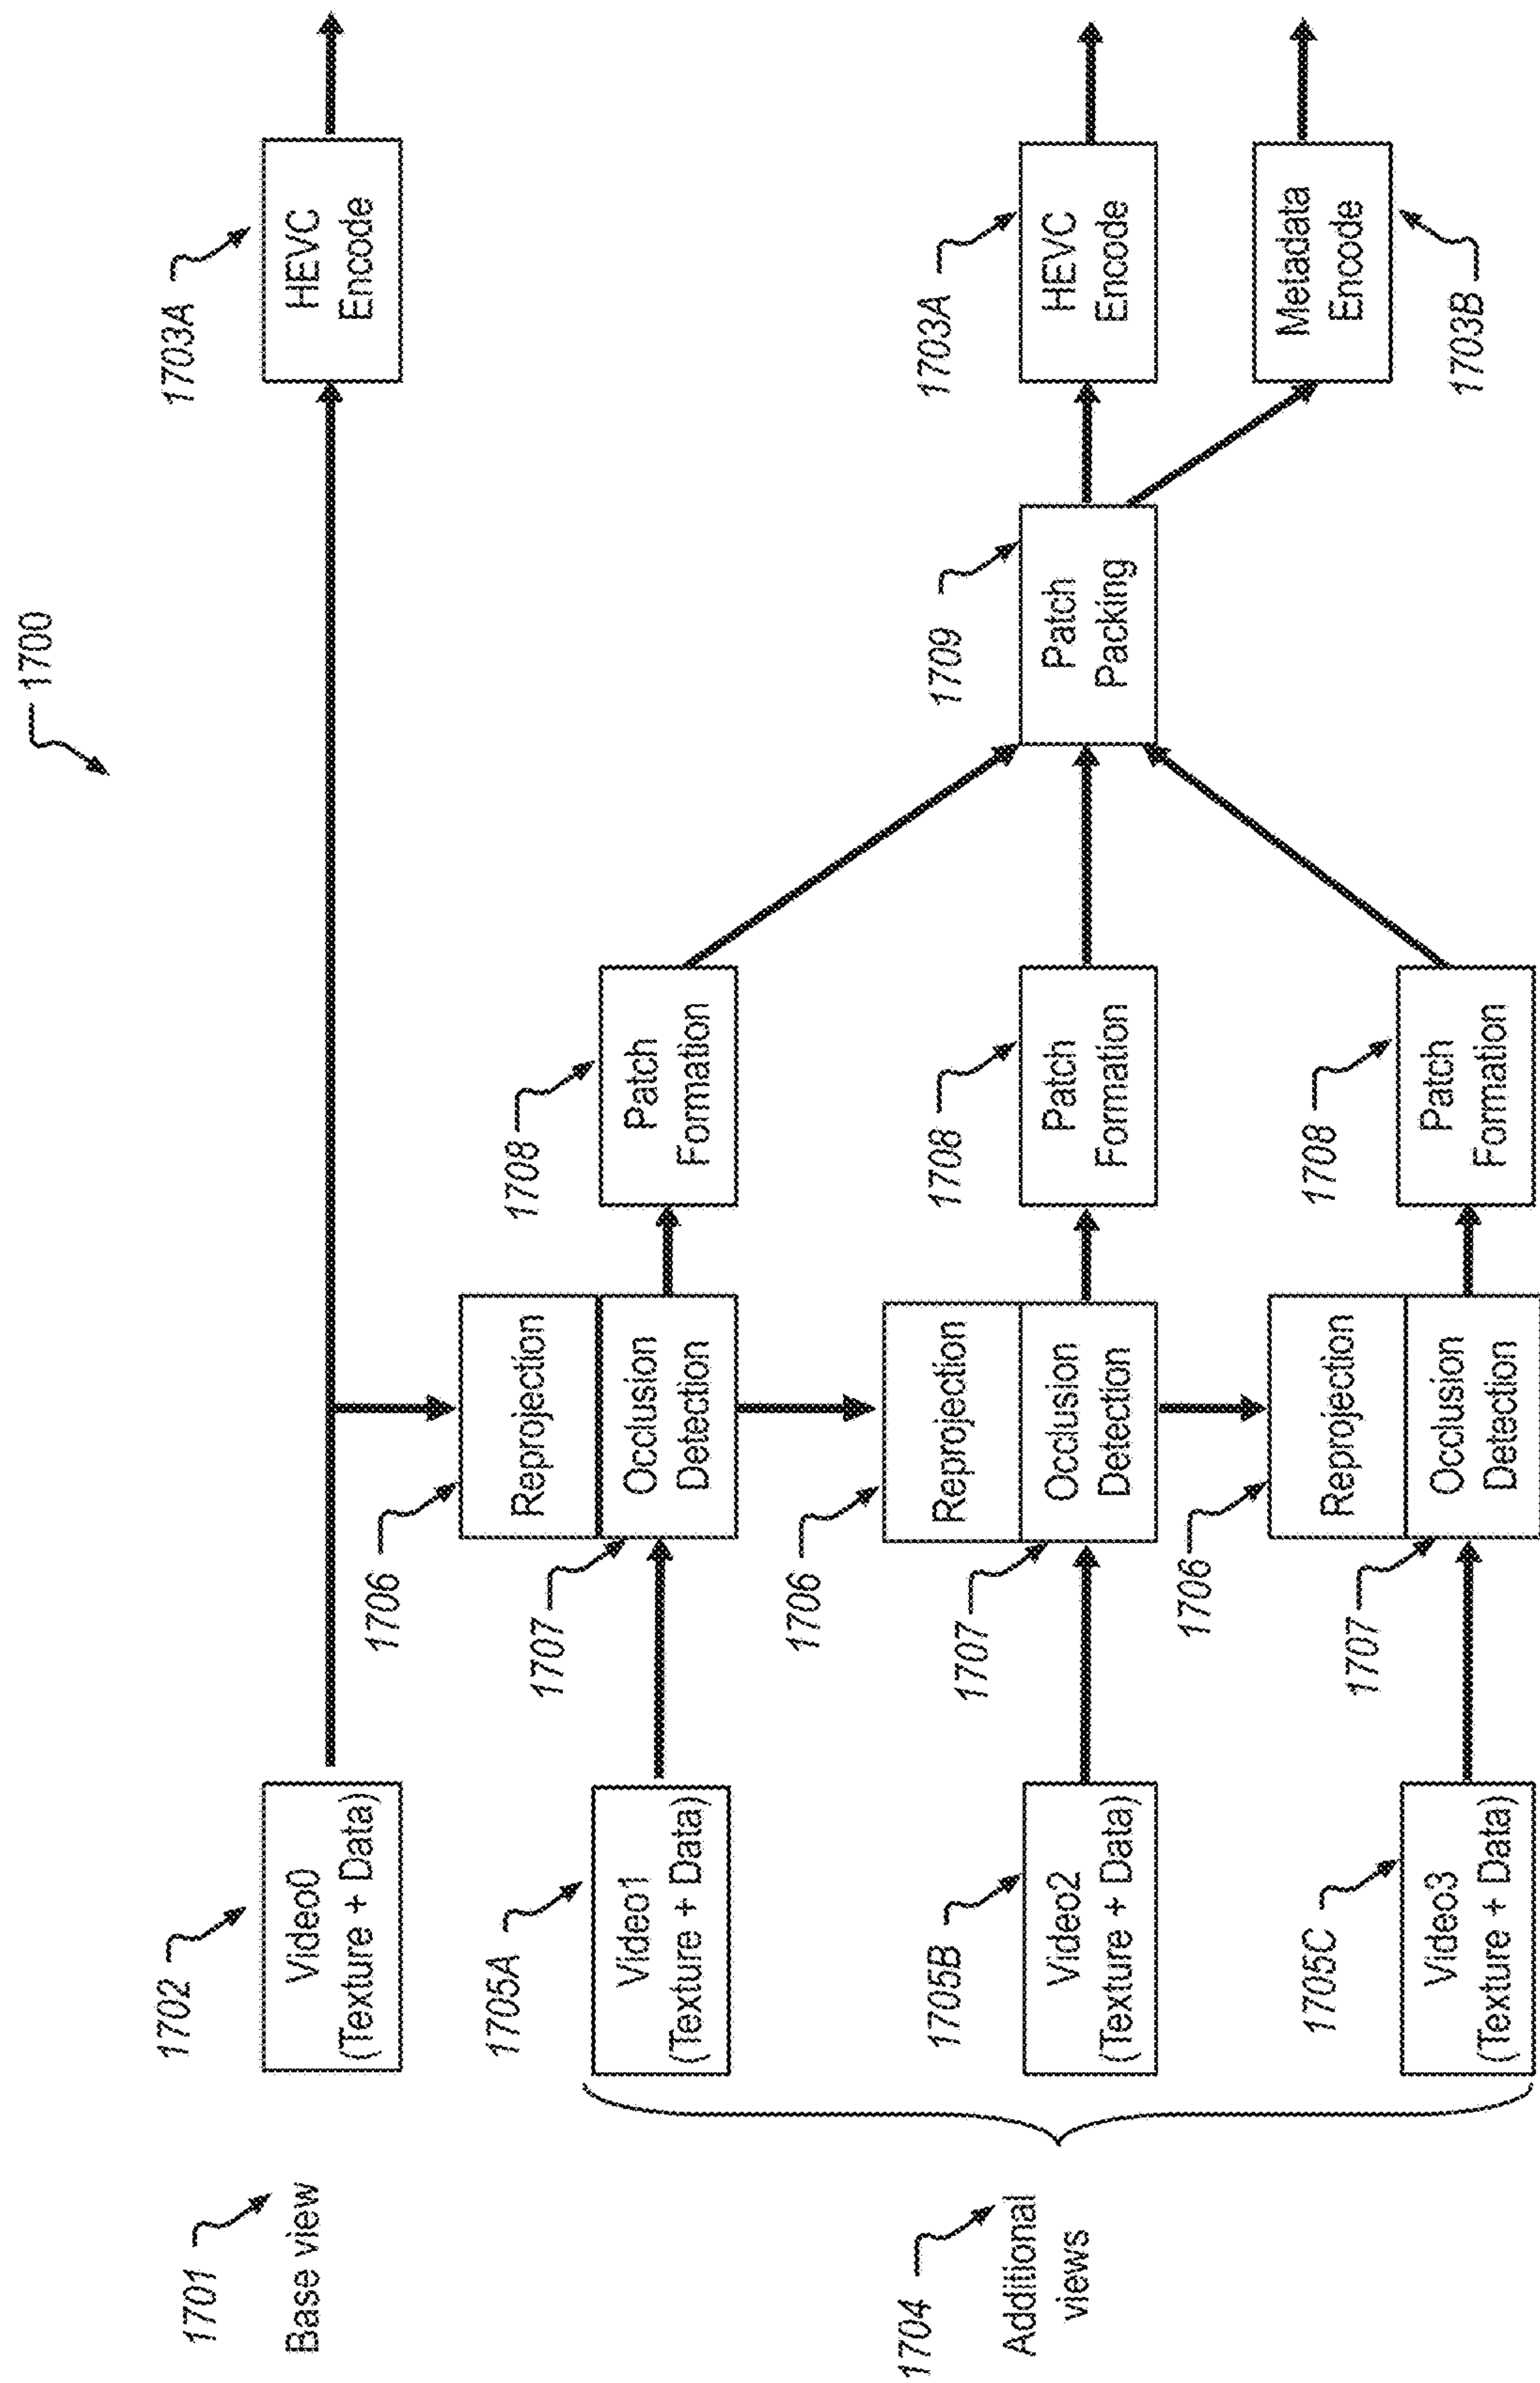 1700
1701
Base view
1702
Video0
(Texture + Data)
1703A
HEVC
Encode
1704
Additional
views
1705A
Video1
(Texture + Data)
1706
Reprojection
1707
Occlusion
Detection
1708
Patch
Formation
1705B
Video2
(Texture + Data)
1706
Reprojection
1707
Occlusion
Detection
1708
Patch
Formation
1709
Patch
Packing
1703A
HEVC
Encode
Metadata
Encode
1703B
1705C
Video3
(Texture + Data)
1706
Reprojection
1707
Occlusion
Detection
1708
Patch
Formation